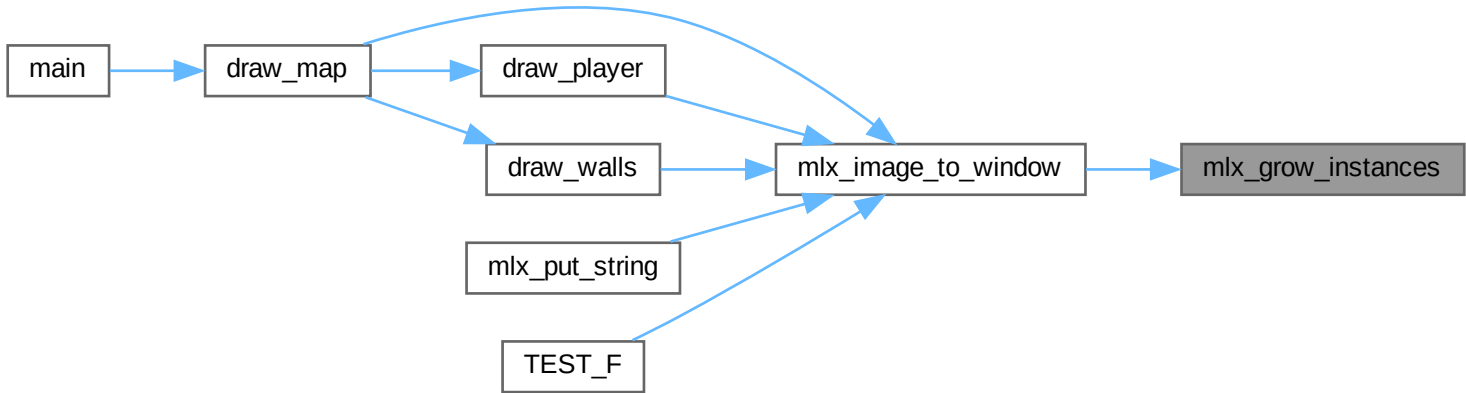 main
draw_map
draw_player
draw_walls
mlx_image_to_window
mlx_grow_instances
mlx_put_string
TEST_F